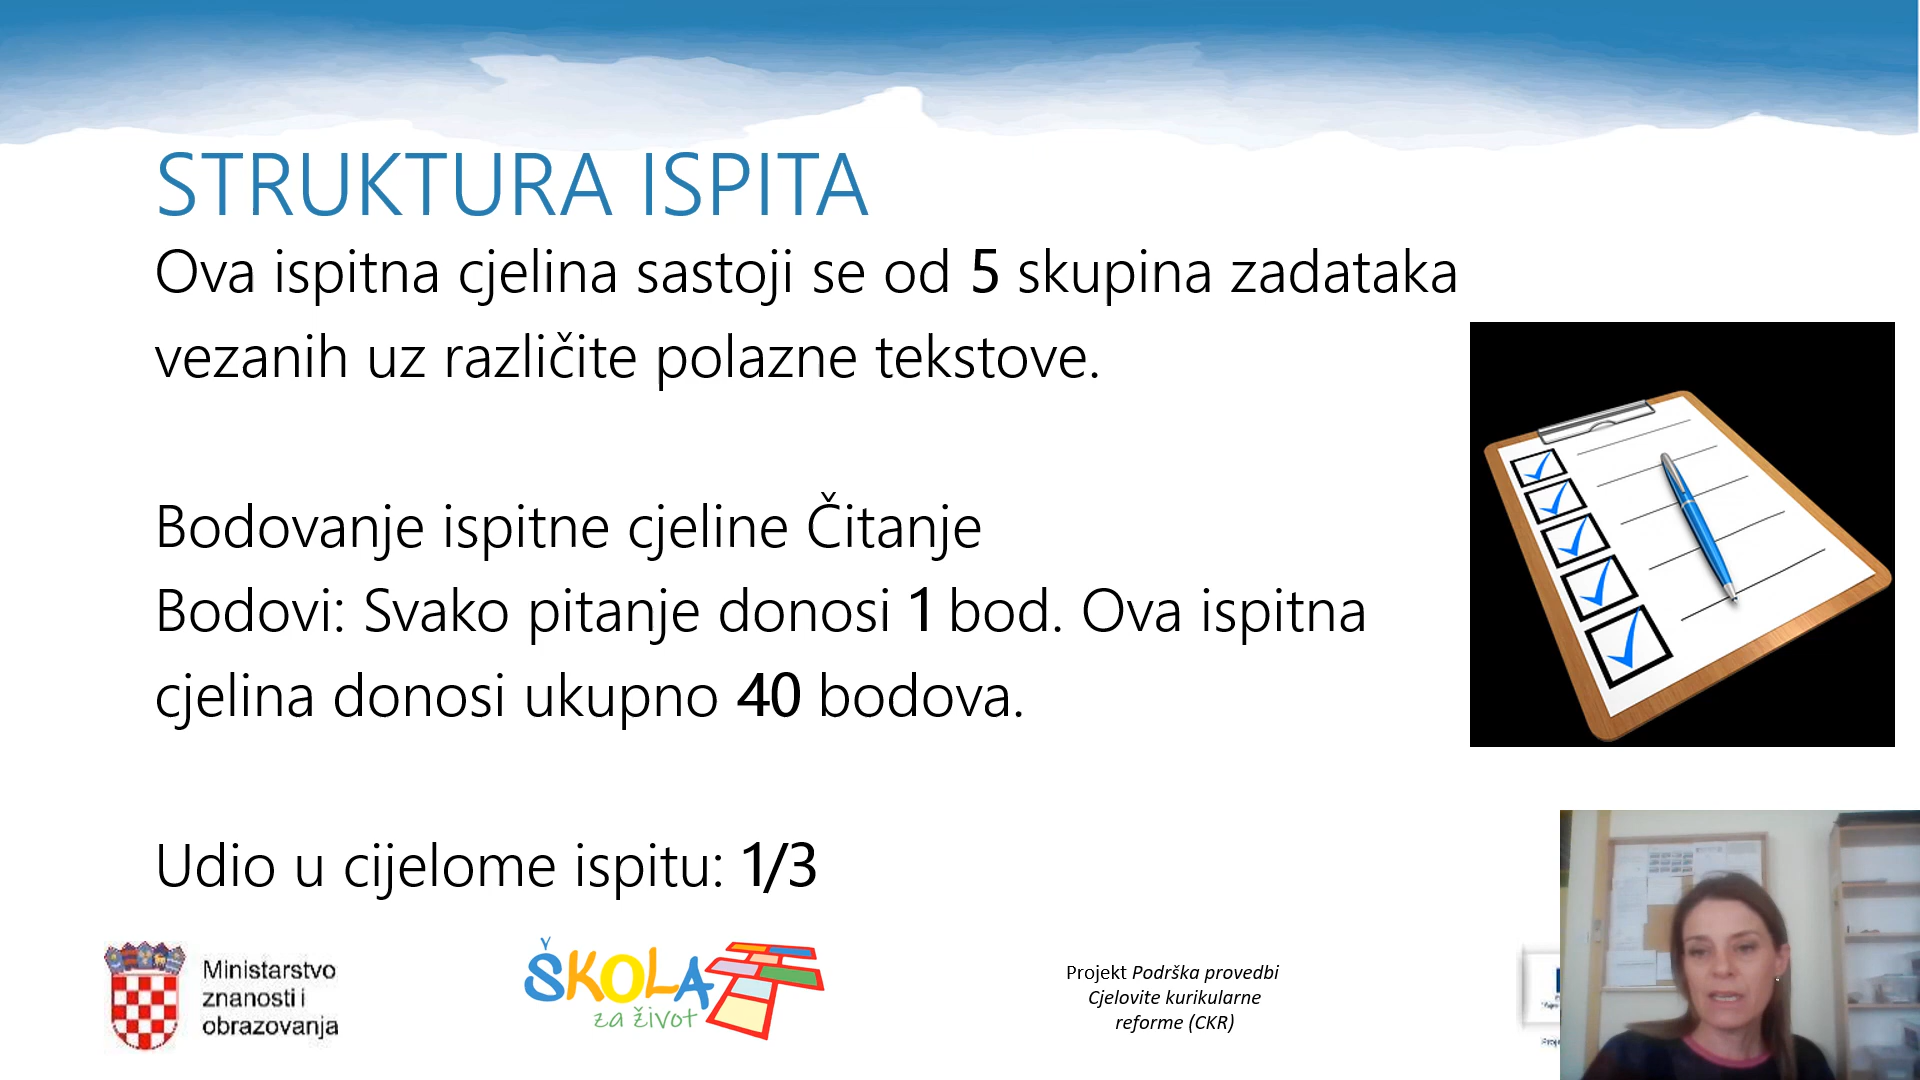 STRUKTURA ISPITA
Ova ispitna cjelina sastoji se od 5 skupina zadataka
vezanih uz različite polazne tekstove.
Bodovanje ispitne cjeline Čitanje
Bodovi: Svako pitanje donosi 1 bod. Ova ispitna
cjelina donosi ukupno 40 bodova.
Udio u cijelome ispitu: 1/3
Ministarstvo
znanosti i
obrazovanja
ŠKOLA
za život
Projekt Podrška provedbi
Cjelovite kurikularne
reforme (CKR)